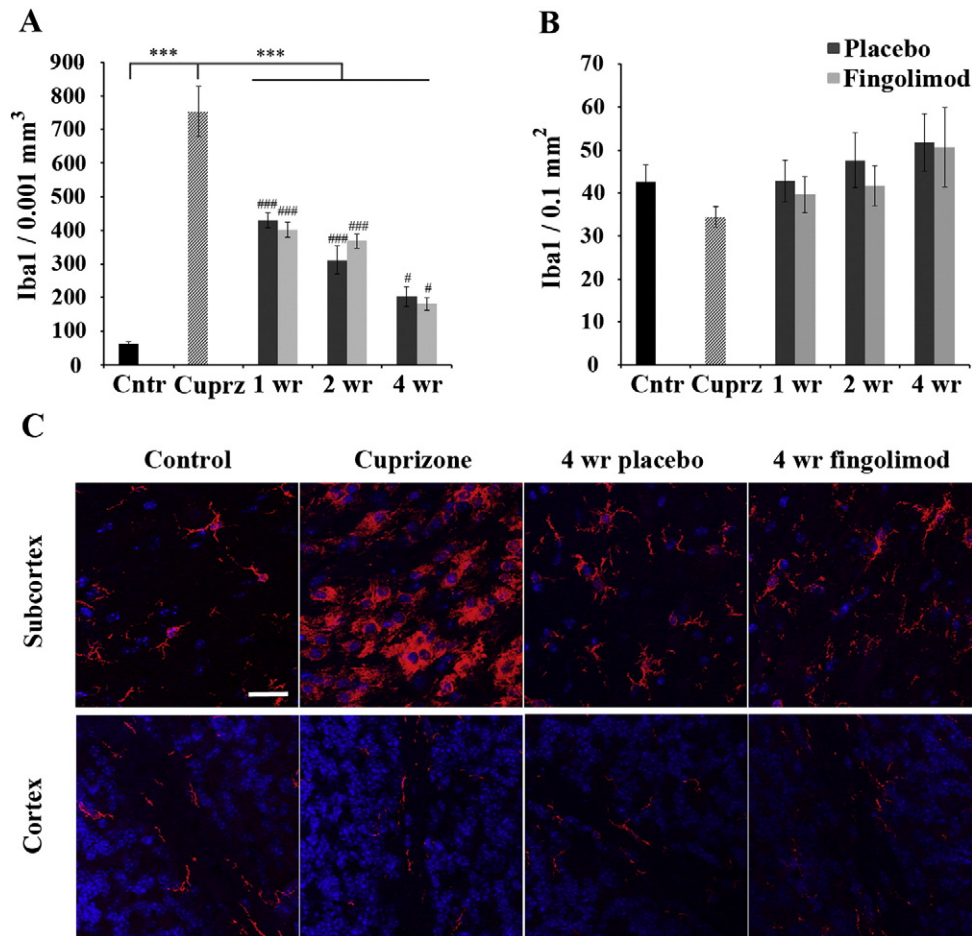 A
B
*** ***
900
800
700
600
500
400
300
200
100
0
Iba1 / 0.001 mm³
### ###
### ###
# #
Cntr Cuprz 1 wr 2 wr 4 wr
Placebo
Fingolimod
70
60
50
40
30
20
10
0
Iba1 / 0.1 mm²
Cntr Cuprz 1 wr 2 wr 4 wr
C
Control Cuprizone 4 wr placebo 4 wr fingolimod
Subcortex
Cortex